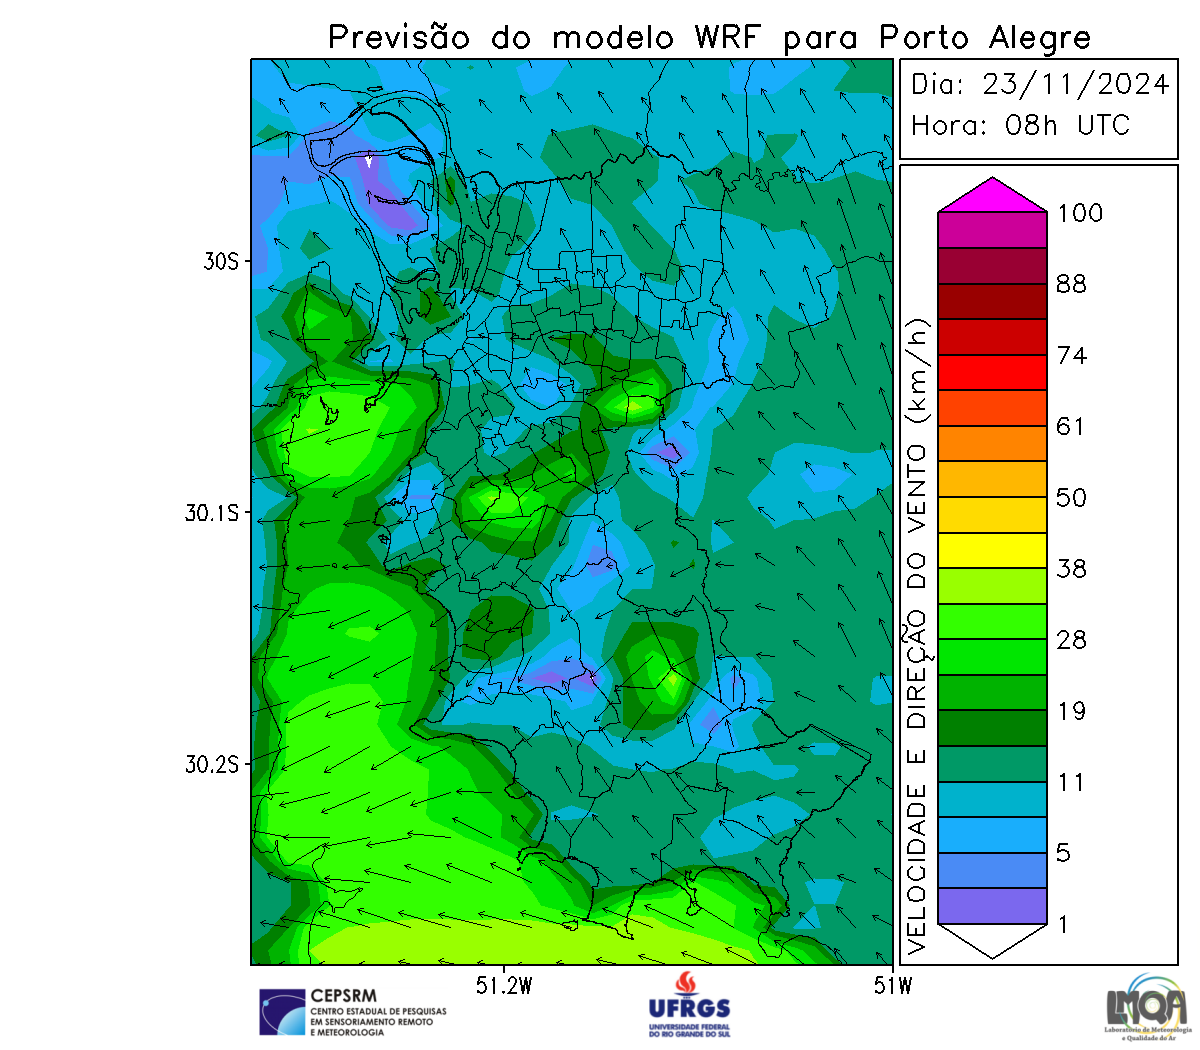 Previsão do modelo WRF para Porto Alegre
Dia: 23/11/2024
Hora: 08h UTC
30S
30.1S
30.2S
51.2W
51W
VELOCIDADE E DIREÇÃO DO VENTO (km/h)
100
88
74
61
50
38
28
19
11
5
1
CEPSRM
CENTRO ESTADUAL DE PESQUISAS
EM SENSORIAMENTO REMOTO
E METEOROLOGIA
UFRGS
UNIVERSIDADE FEDERAL
DO RIO GRANDE DO SUL
LMQA
Laboratório de Meteorologia
e Qualidade do Ar